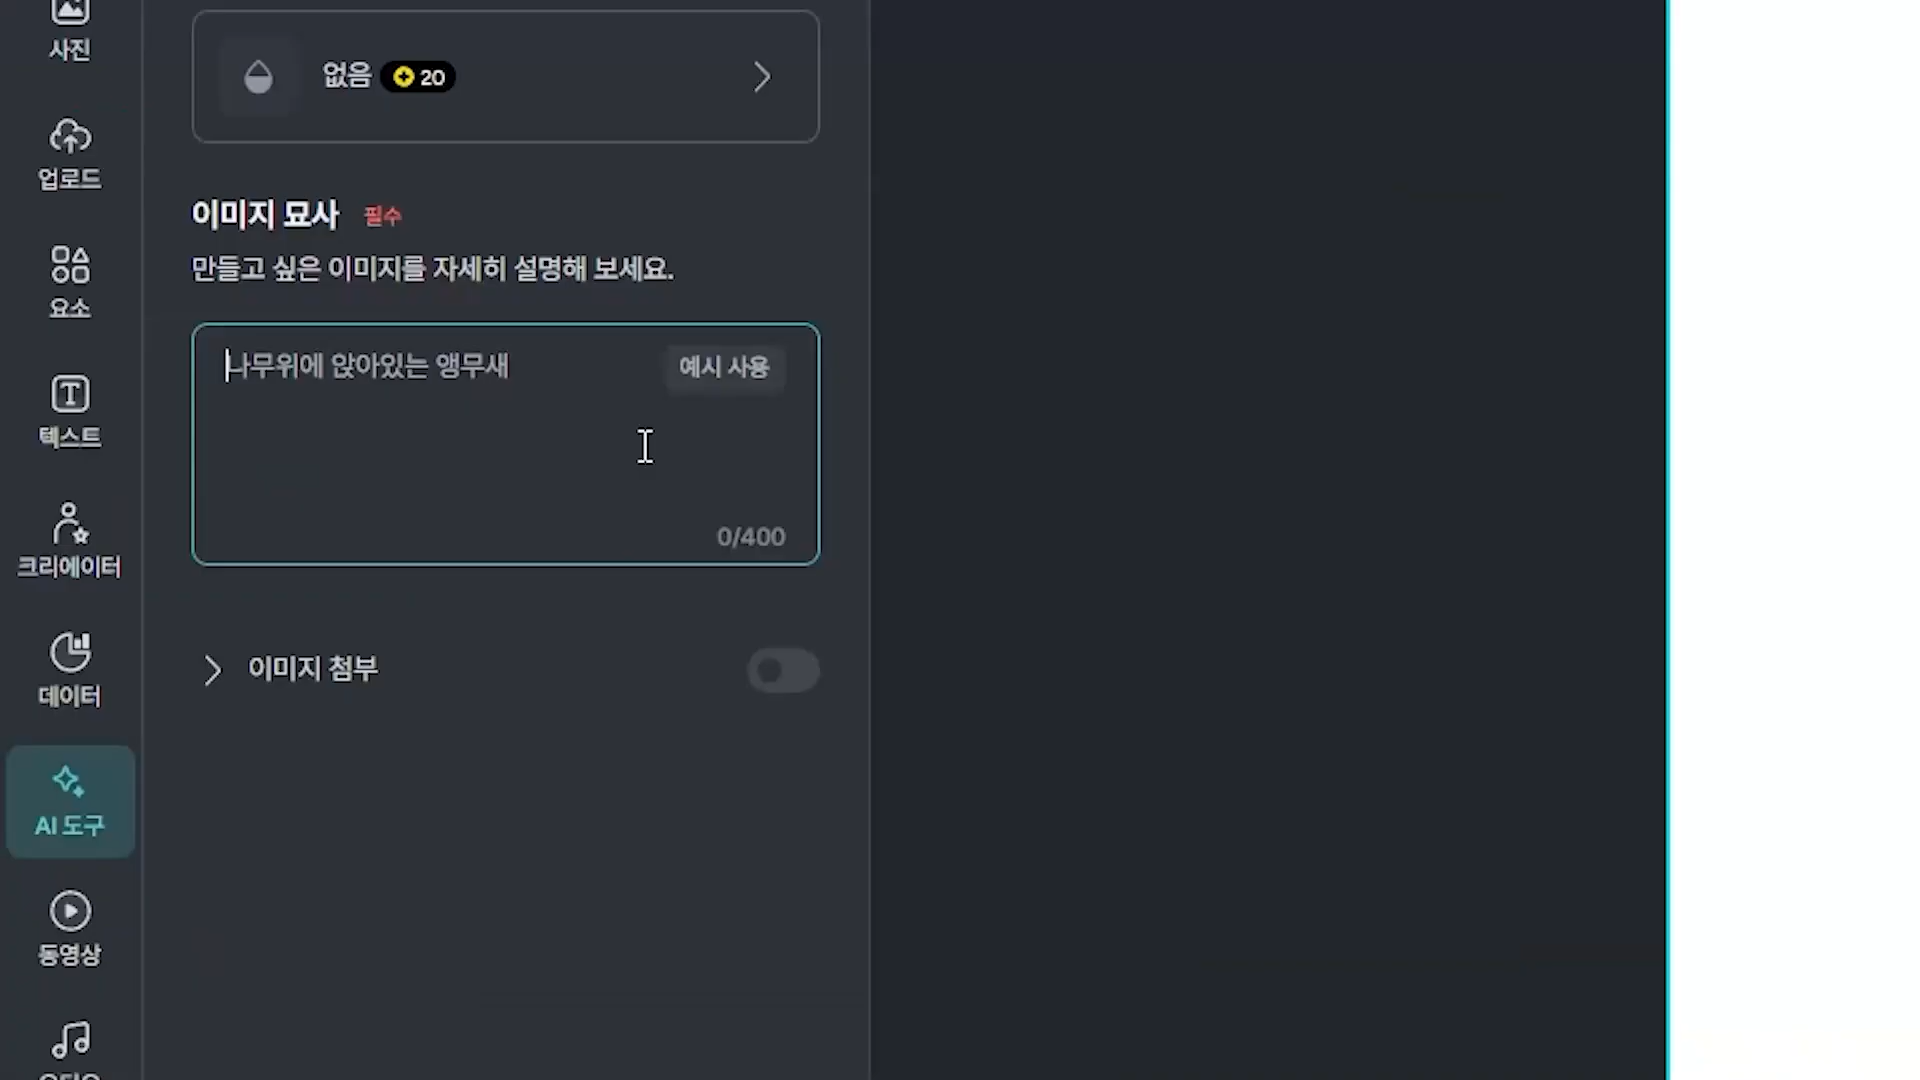 사진
업로드
요소
텍스트
크리에이터
데이터
AI 도구
동영상
없음 20
이미지 묘사 필수
만들고 싶은 이미지를 자세히 설명해 보세요.
나무위에 앉아있는 앵무새 예시 사용
0/400
이미지 첨부